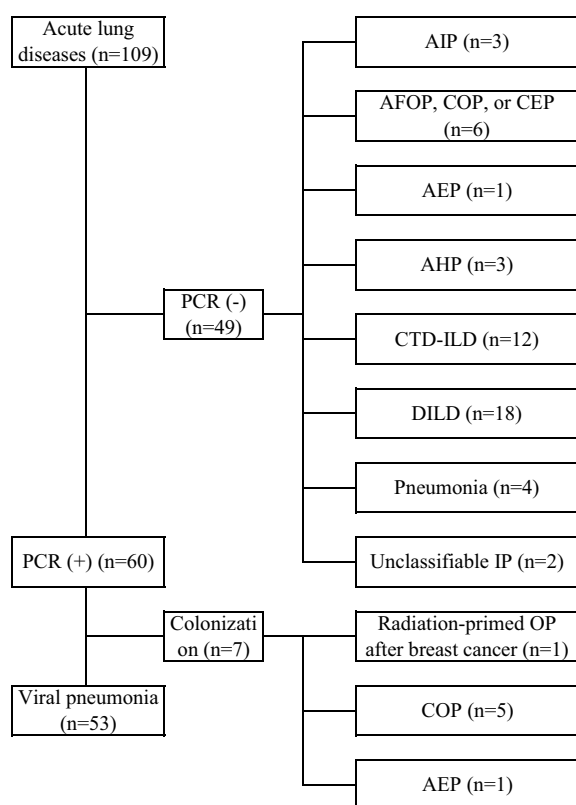 Acute lung
diseases (n=109)
AIP (n=3)
AFOP, COP, or CEP
(n=6)
AEP (n=1)
AHP (n=3)
PCR (-)
(n=49)
CTD-ILD (n=12)
DILD (n=18)
Pneumonia (n=4)
PCR (+) (n=60)
Unclassifiable IP (n=2)
Colonizati
on (n=7)
Radiation-primed OP
after breast cancer (n=1)
Viral pneumonia
(n=53)
COP (n=5)
AEP (n=1)